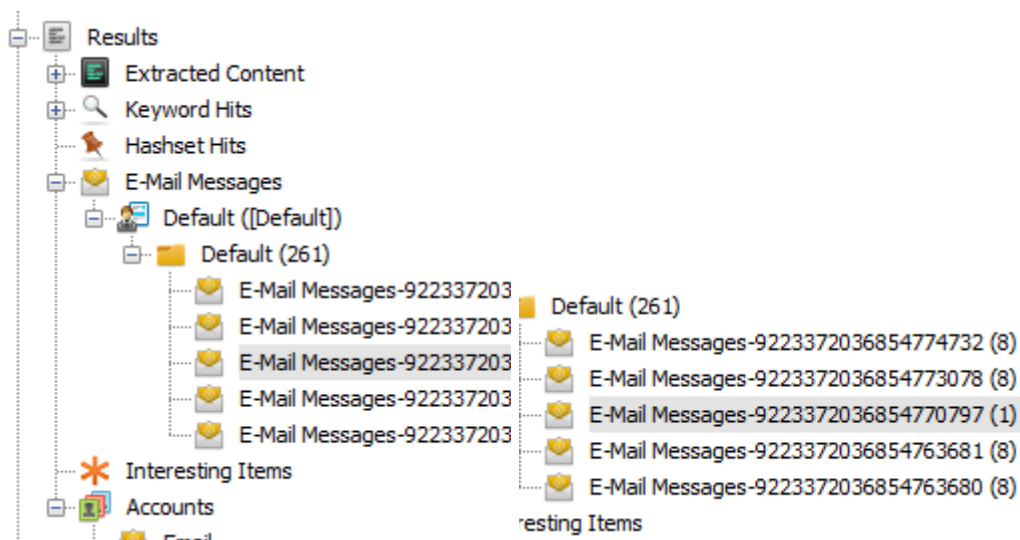 Results
Extracted Content
Keyword Hits
Hashset Hits
E-Mail Messages
Default ([Default])
Default (261)
E-Mail Messages-922337203
E-Mail Messages-922337203
E-Mail Messages-922337203
E-Mail Messages-922337203
E-Mail Messages-922337203
Interesting Items
Accounts
Email
Default (261)
E-Mail Messages-9223372036854774732 (8)
E-Mail Messages-9223372036854773078 (8)
E-Mail Messages-9223372036854770797 (1)
E-Mail Messages-9223372036854763681 (8)
E-Mail Messages-9223372036854763680 (8)
resting Items